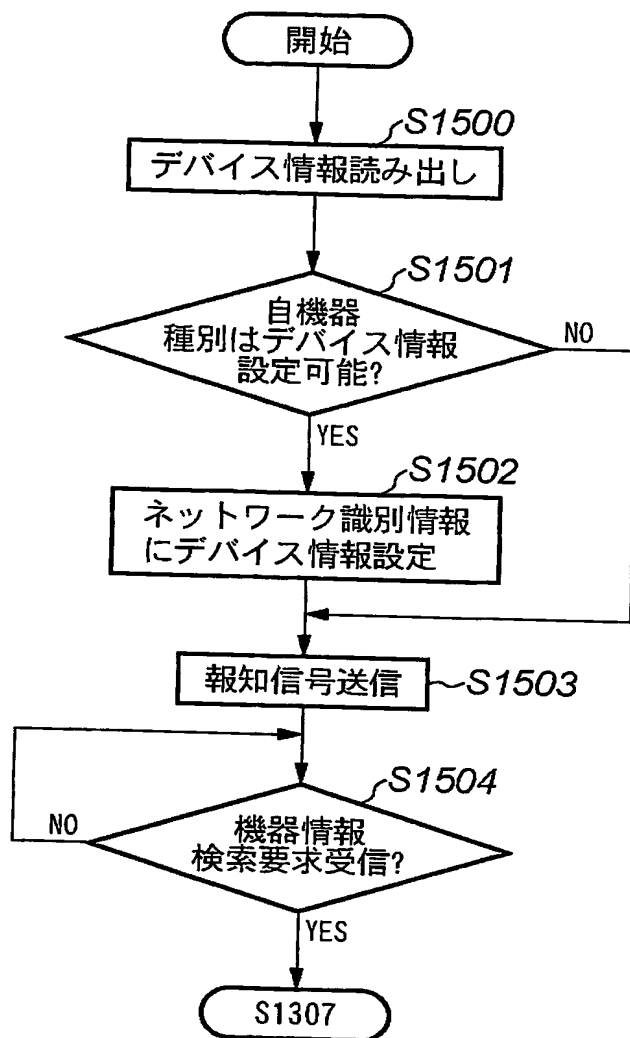 開始
S1500
デバイス情報読み出し
S1501
自機器
種別はデバイス情報
設定可能?
NO
YES
S1502
ネットワーク識別情報
にデバイス情報設定
報知信号送信
S1503
S1504
機器情報
検索要求受信?
NO
YES
S1307